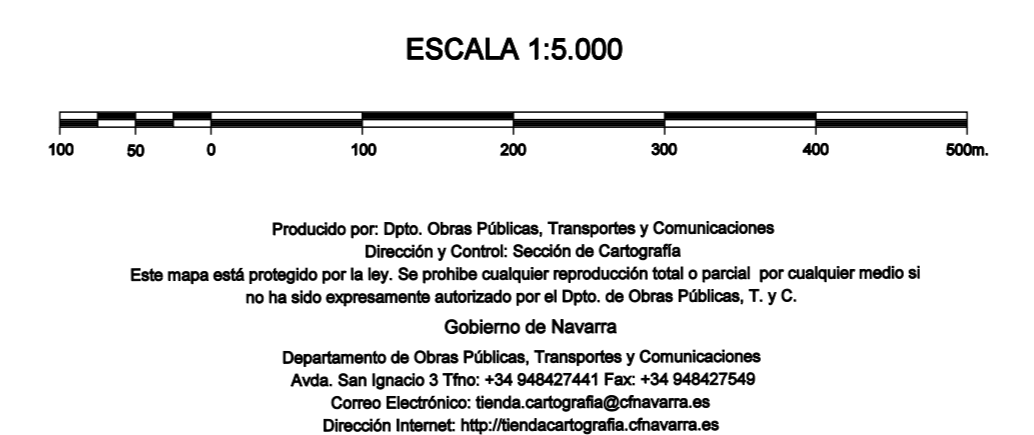 ESCALA 1:5.000
100 50 0 100 200 300 400 500m.
Producido por: Dpto. Obras Públicas, Transportes y Comunicaciones
Dirección y Control: Sección de Cartografía
Este mapa está protegido por la ley. Se prohibe cualquier reproducción total o parcial por cualquier medio si
no ha sido expresamente autorizado por el Dpto. de Obras Públicas, T. y C.
Gobierno de Navarra
Departamento de Obras Públicas, Transportes y Comunicaciones
Avda. San Ignacio 3 Tfno: +34 948427441 Fax: +34 948427549
Correo Electrónico: tienda.cartografia@cfnavarra.es
Dirección Internet: http://tiendacartografia.cfnavarra.es